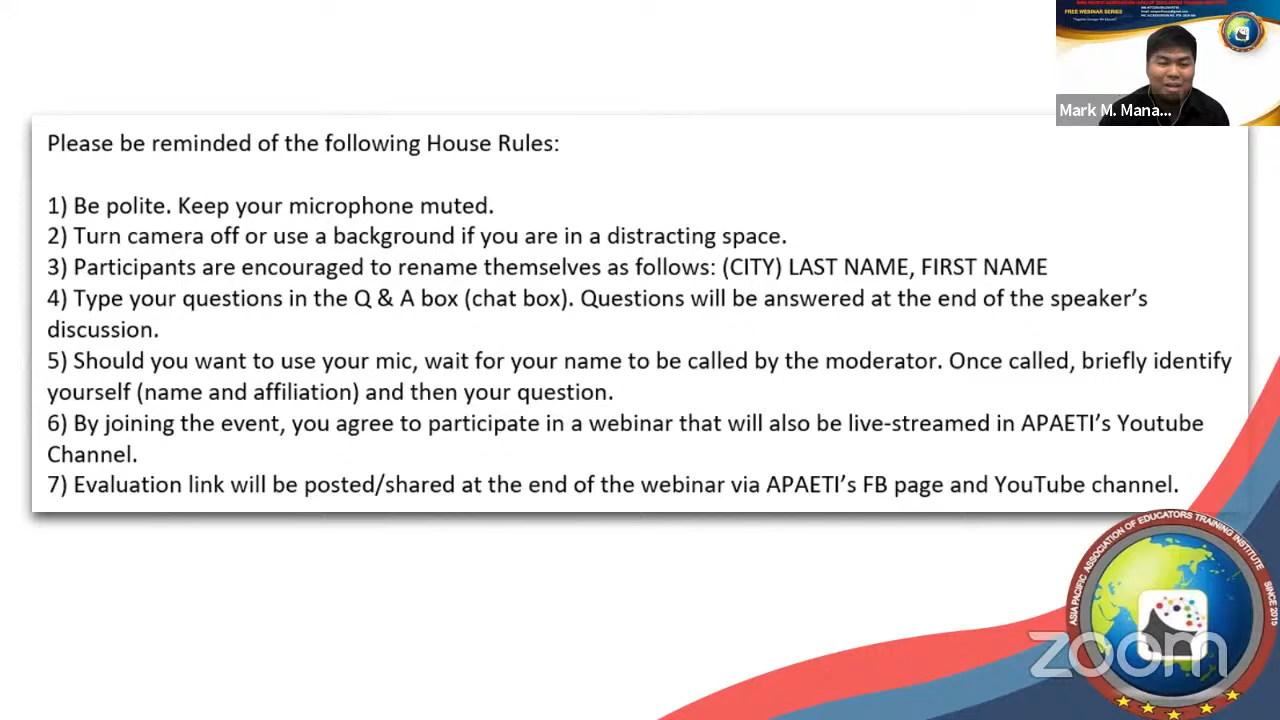 ASIA PACIFIC ASSOCIATION OF EDUCATORS TRAINING INSTITUTE
FREE WEBINAR SERIES
Mark M. Mana...
Please be reminded of the following House Rules:
1) Be polite. Keep your microphone muted.
2) Turn camera off or use a background if you are in a distracting space.
3) Participants are encouraged to rename themselves as follows: (CITY) LAST NAME, FIRST NAME
4) Type your questions in the Q & A box (chat box). Questions will be answered at the end of the speaker’s
discussion.
5) Should you want to use your mic, wait for your name to be called by the moderator. Once called, briefly identify
yourself (name and affiliation) and then your question.
6) By joining the event, you agree to participate in a webinar that will also be live-streamed in APAETI’s Youtube
Channel.
7) Evaluation link will be posted/shared at the end of the webinar via APAETI’s FB page and YouTube channel.
ASIA PACIFIC ASSOCIATION OF EDUCATORS TRAINING INSTITUTE
SINCE 2015
zoom